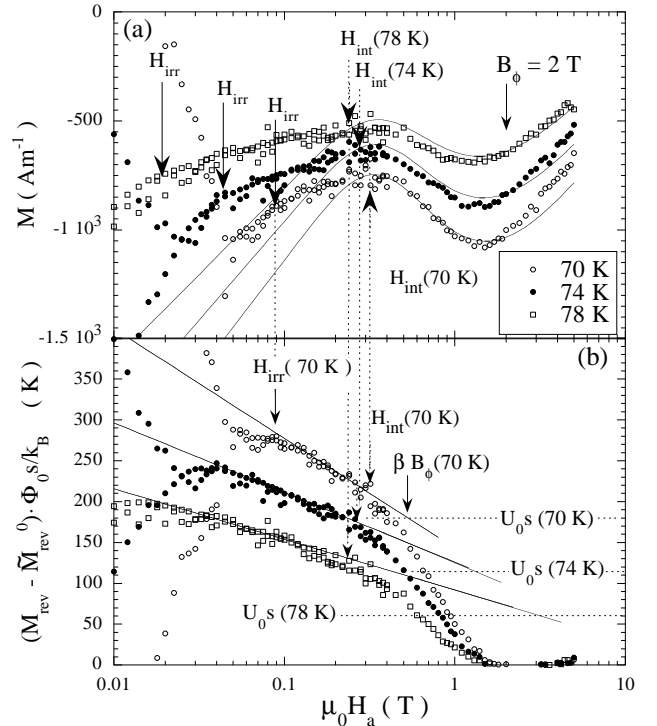 (a)
H_int(78 K)
H_int(74 K)
H_irr
H_irr
H_irr
B_ϕ = 2 T
-500
-1 10³
-1.5 10³
M ( Am⁻¹ )
H_int(70 K)
70 K
74 K
78 K
(b)
H_irr( 70 K )
H_int(70 K)
β B_ϕ(70 K)
U₀s (70 K)
U₀s (74 K)
U₀s (78 K)
350
300
250
200
150
100
50
0
(M_rev - M̃_rev⁰)·Φ₀s/k_B ( K )
0.01
0.1
1
10
μ₀H_a ( T )